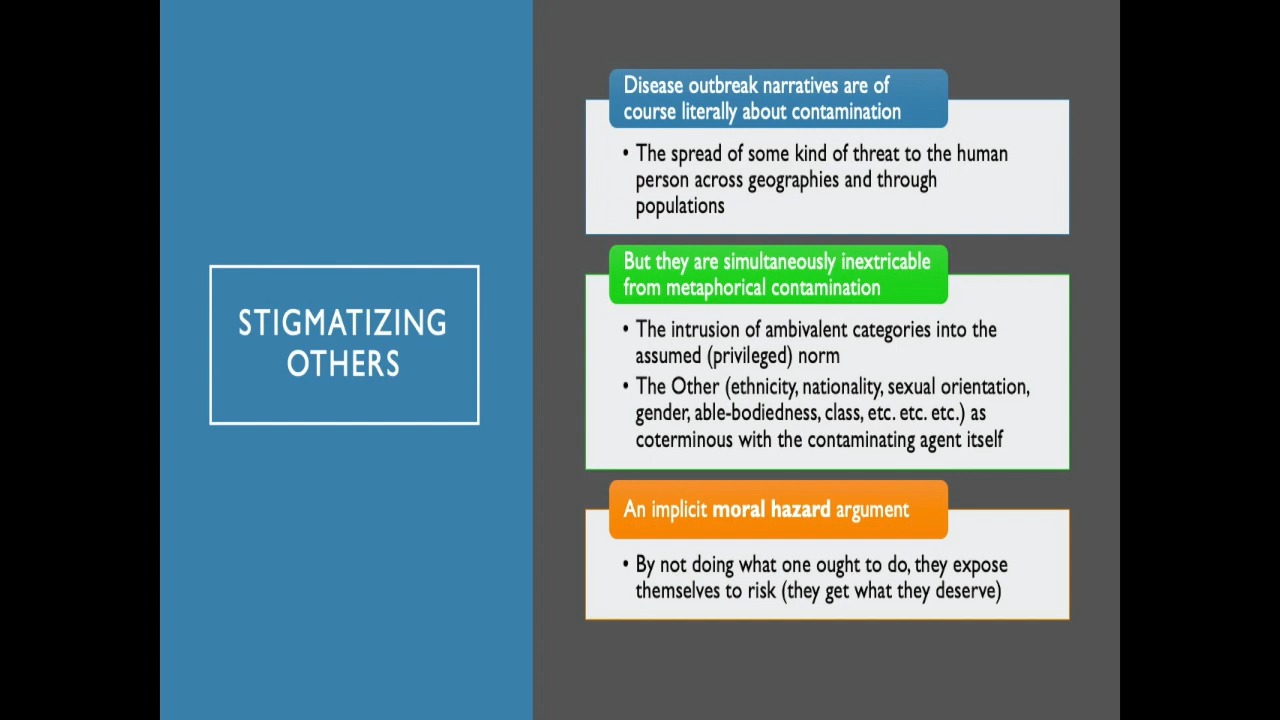 STIGMATIZING
OTHERS
Disease outbreak narratives are of
course literally about contamination
• The spread of some kind of threat to the human
person across geographies and through
populations
But they are simultaneously inextricable
from metaphorical contamination
• The intrusion of ambivalent categories into the
assumed (privileged) norm
• The Other (ethnicity, nationality, sexual orientation,
gender, able-bodiedness, class, etc. etc. etc.) as
coterminous with the contaminating agent itself
An implicit moral hazard argument
• By not doing what one ought to do, they expose
themselves to risk (they get what they deserve)